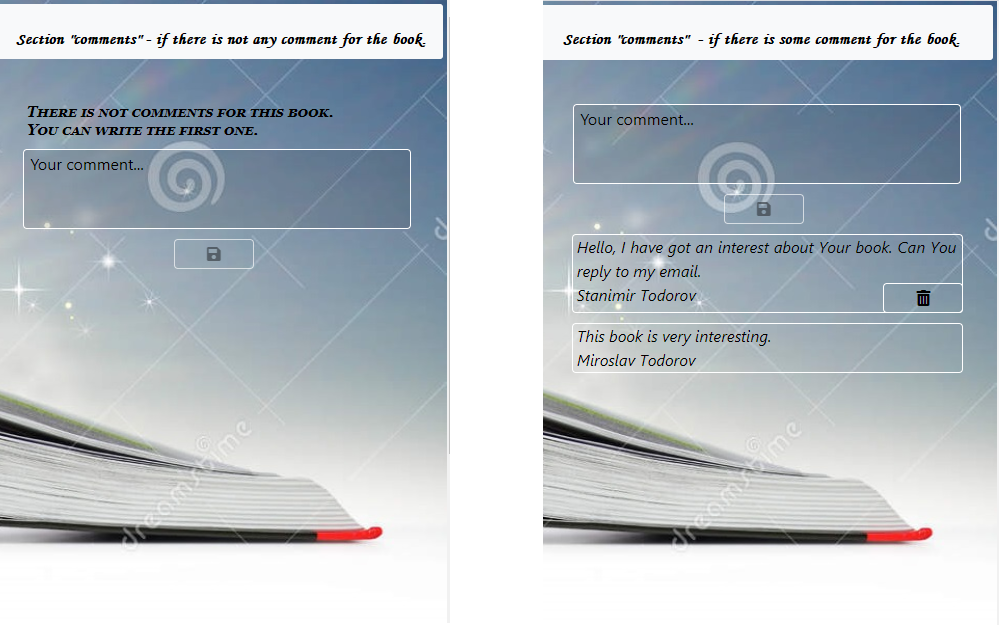 Section "comments" - if there is not any comment for the book.
THERE IS NOT COMMENTS FOR THIS BOOK.
YOU CAN WRITE THE FIRST ONE.
Your comment...
dreamstime
Section "comments" - if there is some comment for the book.
Your comment...
Hello, I have got an interest about Your book. Can You
reply to my email.
Stanimir Todorov
This book is very interesting.
Miroslav Todorov
dreamstime